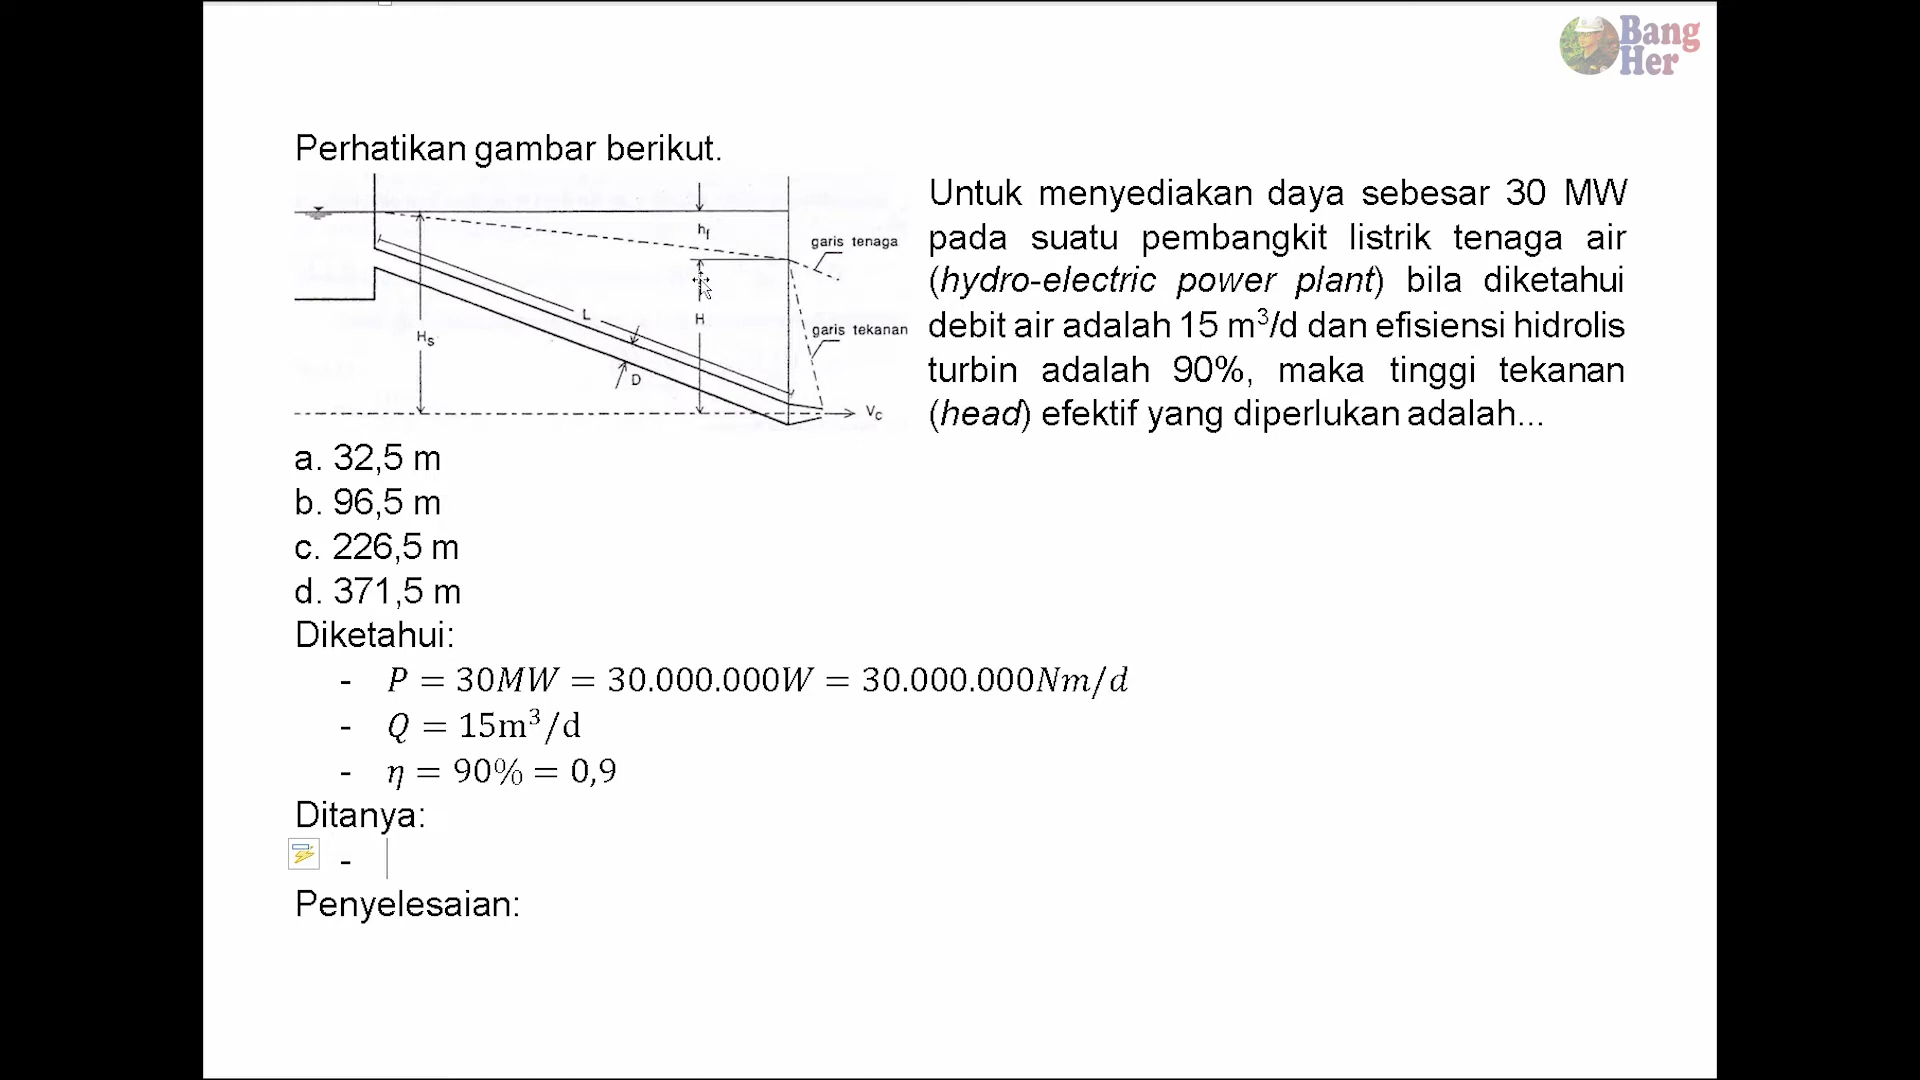 Bang
Her
Perhatikan gambar berikut.
hf
garis tenaga
L
H
garis tekanan
Hs
D
Vc
Untuk menyediakan daya sebesar 30 MW
pada suatu pembangkit listrik tenaga air
(hydro-electric power plant) bila diketahui
debit air adalah 15 m³/d dan efisiensi hidrolis
turbin adalah 90%, maka tinggi tekanan
(head) efektif yang diperlukan adalah...
a. 32,5 m
b. 96,5 m
c. 226,5 m
d. 371,5 m
Diketahui:
- P = 30MW = 30.000.000W = 30.000.000Nm/d
- Q = 15m³/d
- η = 90% = 0,9
Ditanya:
-
Penyelesaian: